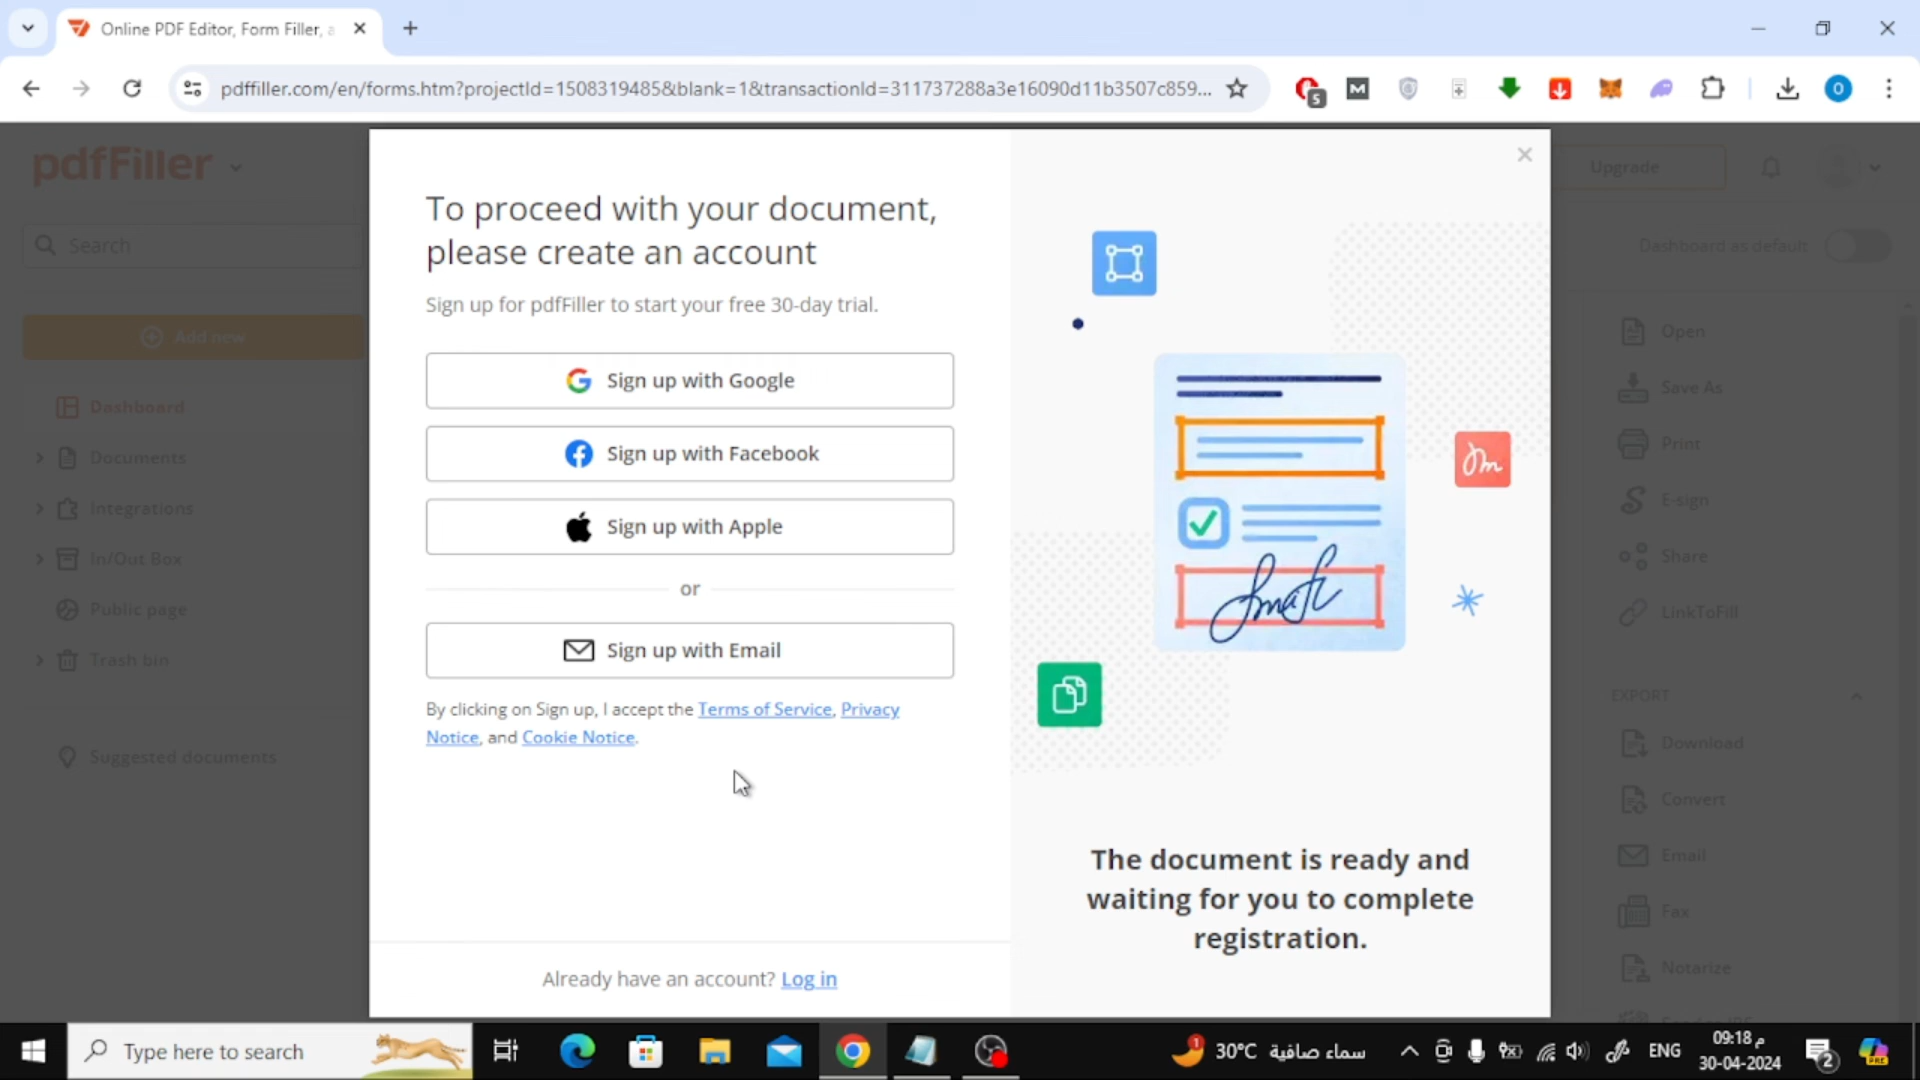 Online PDF Editor, Form Filler, a
pdffiller.com/en/forms.htm?projectId=1508319485&blank=1&transactionId=311737288a3e16090d11b3507c859...
5
M
O
pdfFiller
Upgrade
Search
Dashboard as default
Add new
Dashboard
Documents
Integrations
In/Out Box
Public page
Trash bin
Suggested documents
To proceed with your document,
please create an account
Sign up for pdfFiller to start your free 30-day trial.
Sign up with Google
Sign up with Facebook
Sign up with Apple
or
Sign up with Email
By clicking on Sign up, I accept the Terms of Service, Privacy
Notice, and Cookie Notice.
Already have an account? Log in
The document is ready and
waiting for you to complete
registration.
Open
Save As
Print
E-sign
Share
LinkToFill
EXPORT
Download
Convert
Email
Fax
Notarize
Type here to search
1
30°C سماء صافية
ENG
09:18 م
30-04-2024
2
PRE